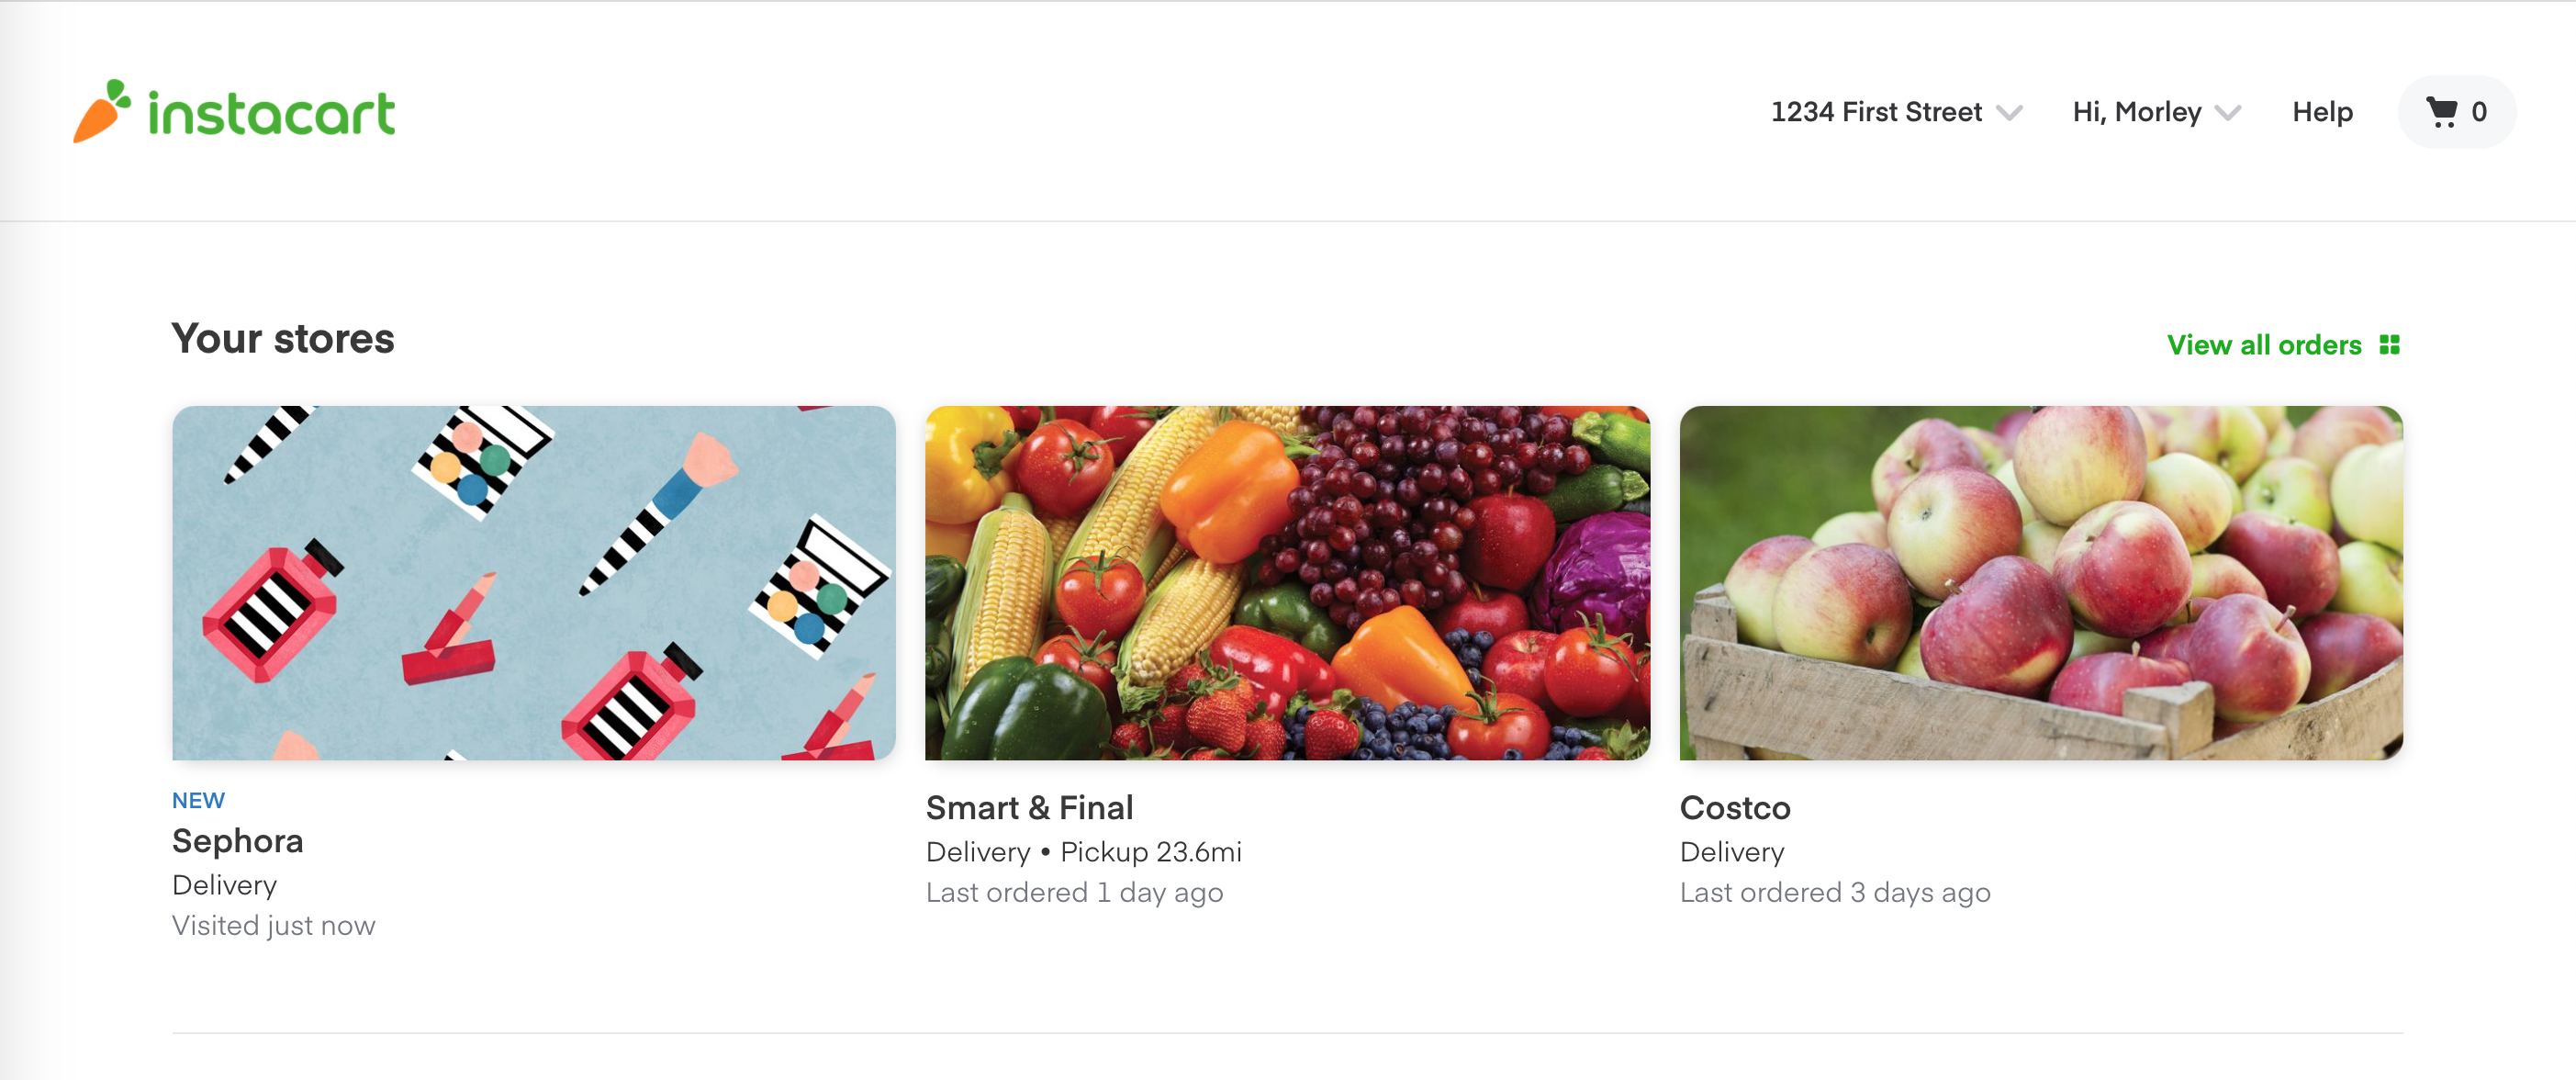 instacart
1234 First Street
Hi, Morley
Help
0
Your stores
View all orders
NEW
Sephora
Delivery
Visited just now
Smart & Final
Delivery • Pickup 23.6mi
Last ordered 1 day ago
Costco
Delivery
Last ordered 3 days ago